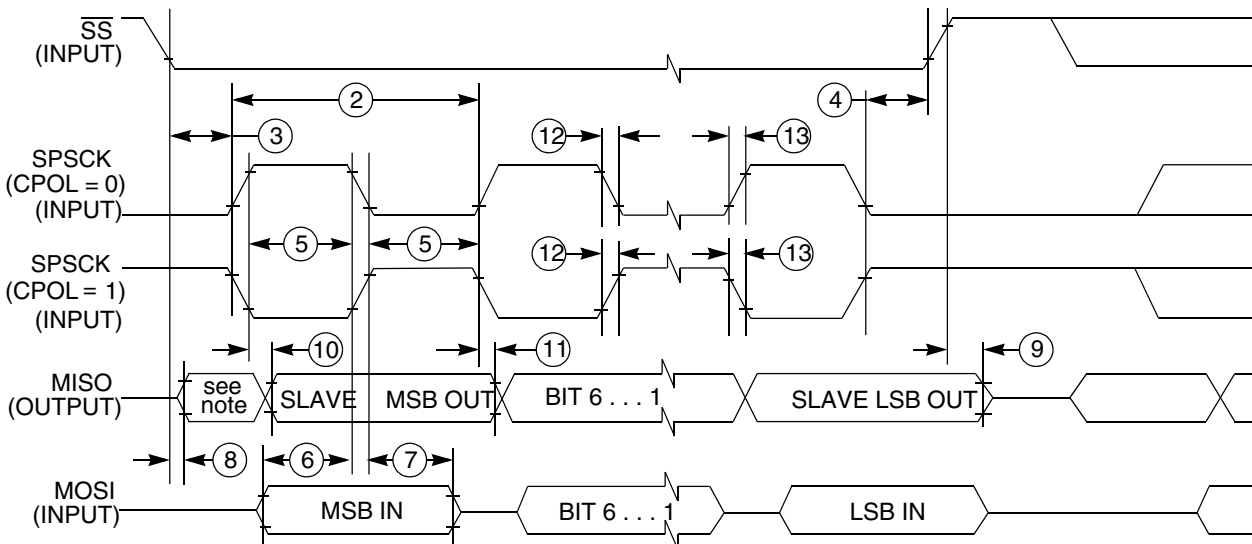 SS
(INPUT)
2
4
3
12
13
SPSCK
(CPOL = 0)
(INPUT)
5
5
12
13
SPSCK
(CPOL = 1)
(INPUT)
10
11
9
MISO
(OUTPUT)
see
note
SLAVE
MSB OUT
BIT 6 . . . 1
SLAVE LSB OUT
8
6
7
MOSI
(INPUT)
MSB IN
BIT 6 . . . 1
LSB IN